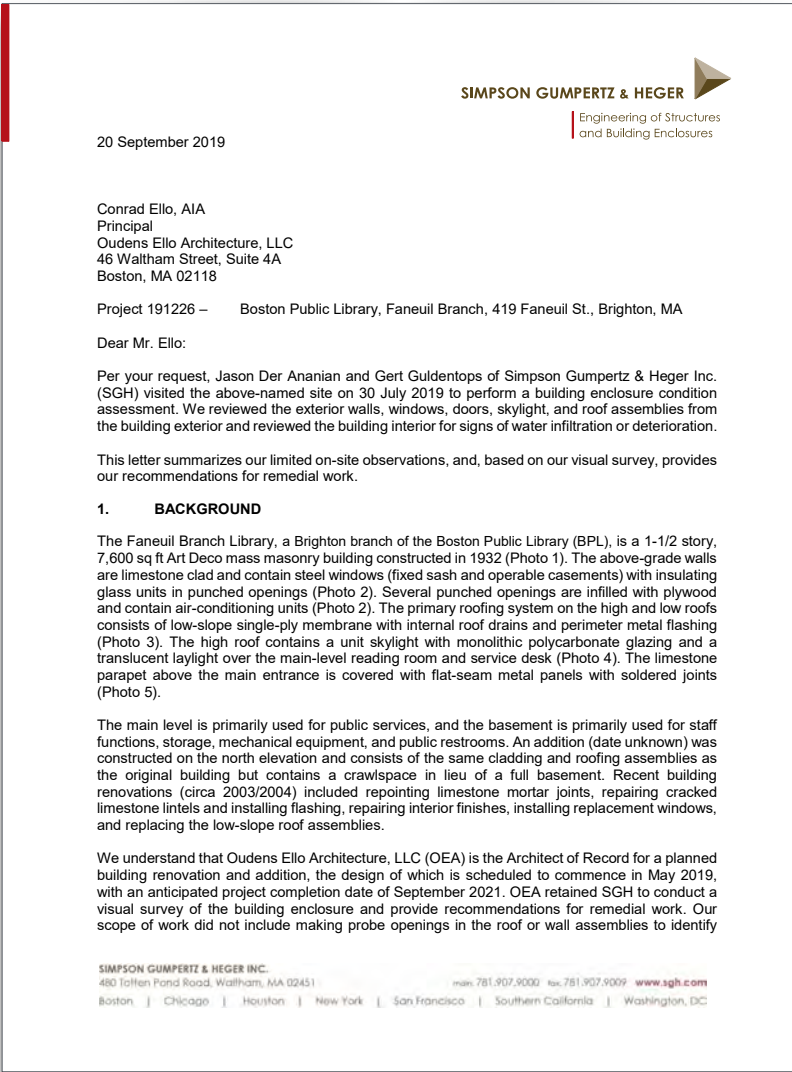 SIMPSON GUMPERTZ & HEGER
Engineering of Structures
and Building Enclosures
20 September 2019
Conrad Ello, AIA
Principal
Oudens Ello Architecture, LLC
46 Waltham Street, Suite 4A
Boston, MA 02118
Project 191226 – Boston Public Library, Faneuil Branch, 419 Faneuil St., Brighton, MA
Dear Mr. Ello:
Per your request, Jason Der Ananian and Gert Guldentops of Simpson Gumpertz & Heger Inc.
(SGH) visited the above-named site on 30 July 2019 to perform a building enclosure condition
assessment. We reviewed the exterior walls, windows, doors, skylight, and roof assemblies from
the building exterior and reviewed the building interior for signs of water infiltration or deterioration.
This letter summarizes our limited on-site observations, and, based on our visual survey, provides
our recommendations for remedial work.
1. BACKGROUND
The Faneuil Branch Library, a Brighton branch of the Boston Public Library (BPL), is a 1-1/2 story,
7,600 sq ft Art Deco mass masonry building constructed in 1932 (Photo 1). The above-grade walls
are limestone clad and contain steel windows (fixed sash and operable casements) with insulating
glass units in punched openings (Photo 2). Several punched openings are infilled with plywood
and contain air-conditioning units (Photo 2). The primary roofing system on the high and low roofs
consists of low-slope single-ply membrane with internal roof drains and perimeter metal flashing
(Photo 3). The high roof contains a unit skylight with monolithic polycarbonate glazing and a
translucent laylight over the main-level reading room and service desk (Photo 4). The limestone
parapet above the main entrance is covered with flat-seam metal panels with soldered joints
(Photo 5).
The main level is primarily used for public services, and the basement is primarily used for staff
functions, storage, mechanical equipment, and public restrooms. An addition (date unknown) was
constructed on the north elevation and consists of the same cladding and roofing assemblies as
the original building but contains a crawlspace in lieu of a full basement. Recent building
renovations (circa 2003/2004) included repointing limestone mortar joints, repairing cracked
limestone lintels and installing flashing, repairing interior finishes, installing replacement windows,
and replacing the low-slope roof assemblies.
We understand that Oudens Ello Architecture, LLC (OEA) is the Architect of Record for a planned
building renovation and addition, the design of which is scheduled to commence in May 2019,
with an anticipated project completion date of September 2021. OEA retained SGH to conduct a
visual survey of the building enclosure and provide recommendations for remedial work. Our
scope of work did not include making probe openings in the roof or wall assemblies to identify
SIMPSON GUMPERTZ & HEGER INC.
480 Totten Pond Road, Waltham, MA 02451 main: 781.907.9000 fax: 781.907.9009 www.sgh.com
Boston | Chicago | Houston | New York | San Francisco | Southern California | Washington, DC